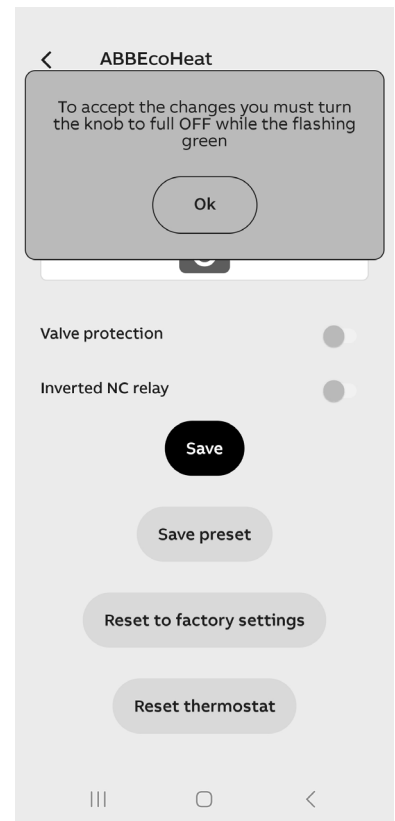 ABBEcoHeat
To accept the changes you must turn
the knob to full OFF while the flashing
green
Ok
Valve protection
Inverted NC relay
Save
Save preset
Reset to factory settings
Reset thermostat